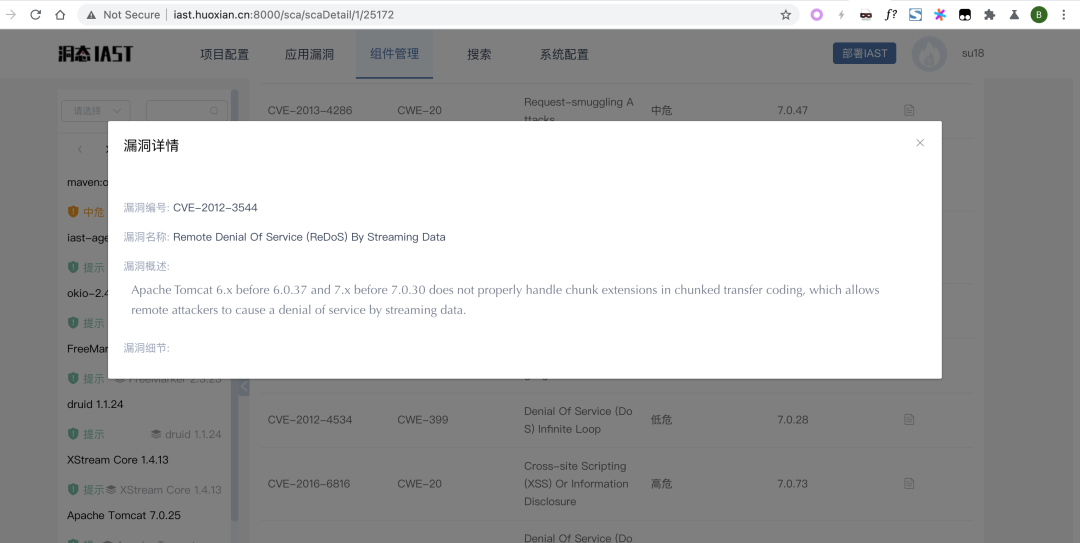 Not Secure | iast.huoxian.cn:8000/sca/scaDetail/1/25172
f?
S
B
洞态 IAST
项目配置
应用漏洞
组件管理
搜索
系统配置
部署IAST
su18
请选择
CVE-2013-4286
CWE-20
Request-smuggling A
ttacks
中危
7.0.47
漏洞详情
漏洞编号: CVE-2012-3544
漏洞名称: Remote Denial Of Service (ReDoS) By Streaming Data
漏洞概述:
Apache Tomcat 6.x before 6.0.37 and 7.x before 7.0.30 does not properly handle chunk extensions in chunked transfer coding, which allows
remote attackers to cause a denial of service by streaming data.
漏洞细节:
maven:o
中危
iast-age
提示
okio-2.4
提示
FreeMar
提示
FreeMarker 2.3.23
druid 1.1.24
提示
druid 1.1.24
XStream Core 1.4.13
提示
XStream Core 1.4.13
Apache Tomcat 7.0.25
CVE-2012-4534
CWE-399
Denial Of Service (Do
S) Infinite Loop
低危
7.0.28
CVE-2016-6816
CWE-20
Cross-site Scripting
(XSS) Or Information
Disclosure
高危
7.0.73
Denial Of Service (Do